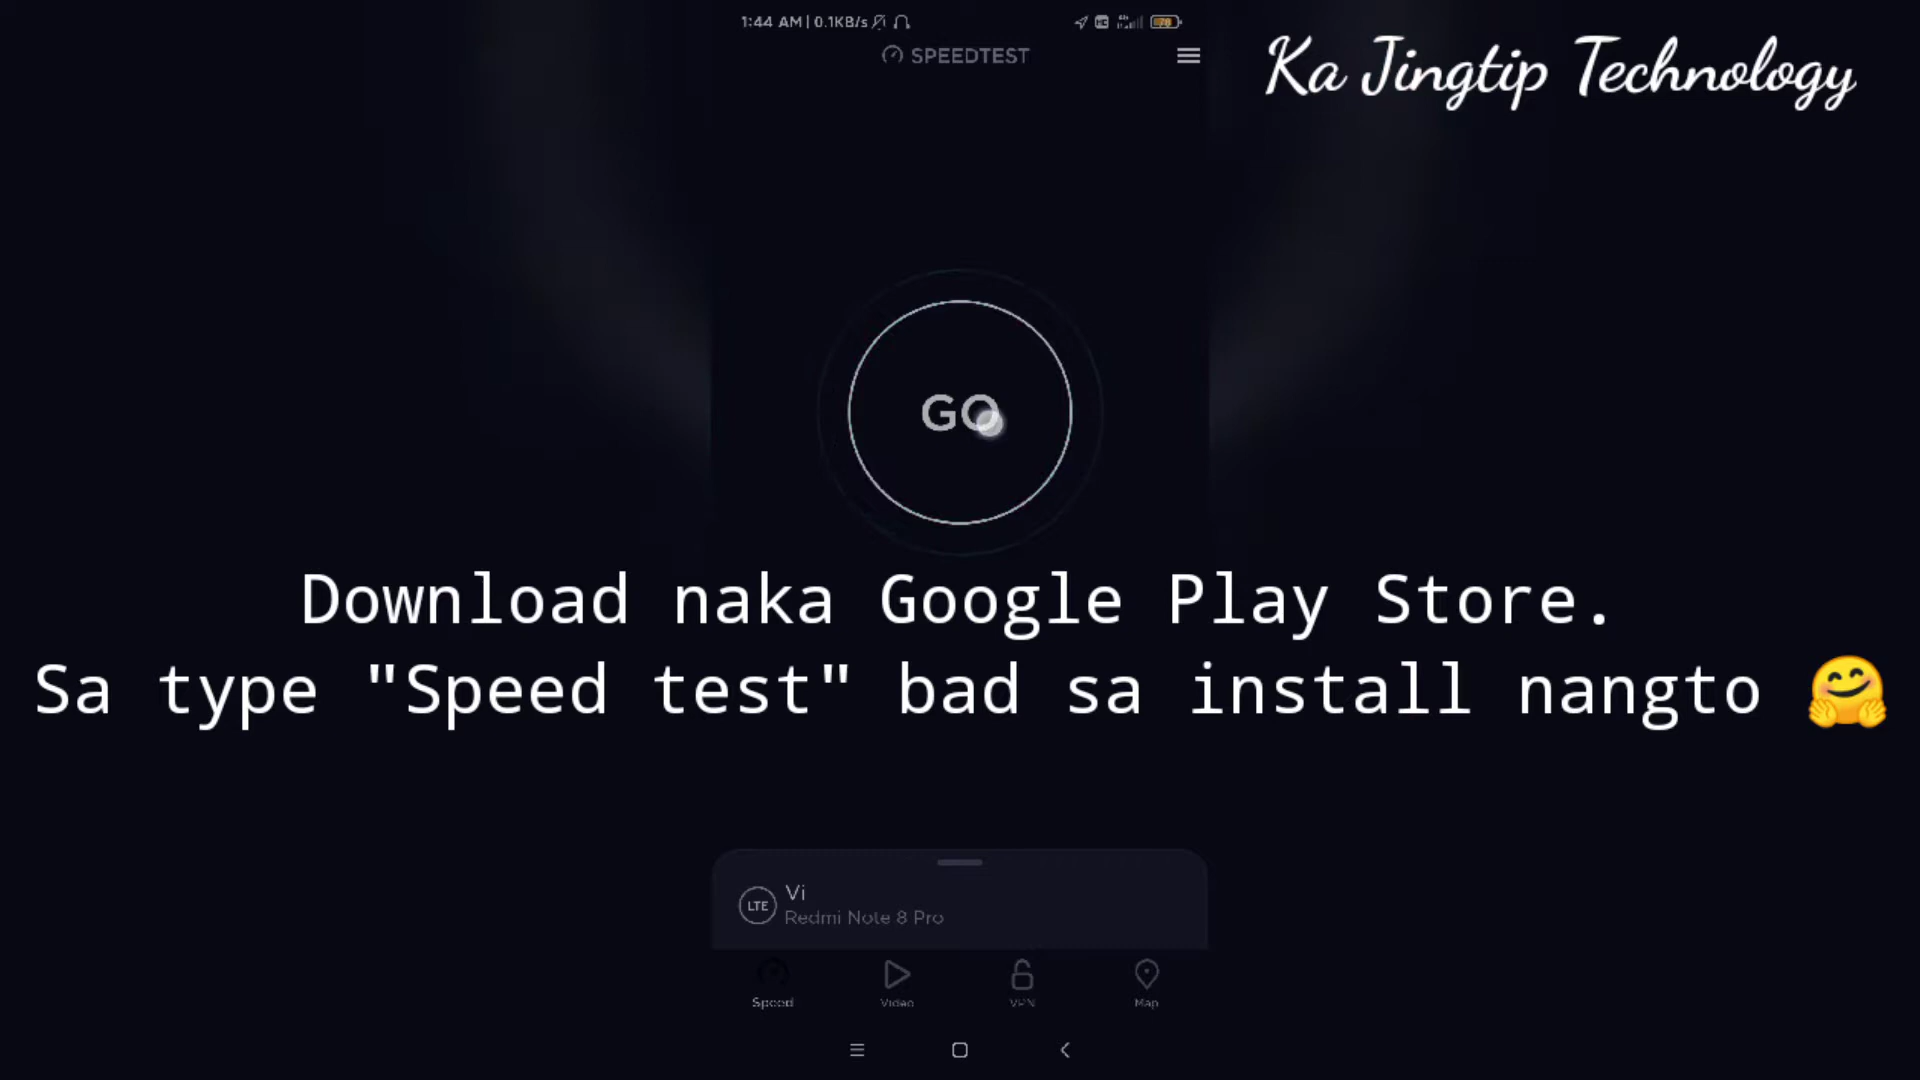 1:44 AM | 0.1KB/s
78
SPEEDTEST
Ka Jingtip Technology
GO
Download naka Google Play Store.
Sa type "Speed test" bad sa install nangto 🤗
Vi
LTE
Redmi Note 8 Pro
Speed Video VPN Map